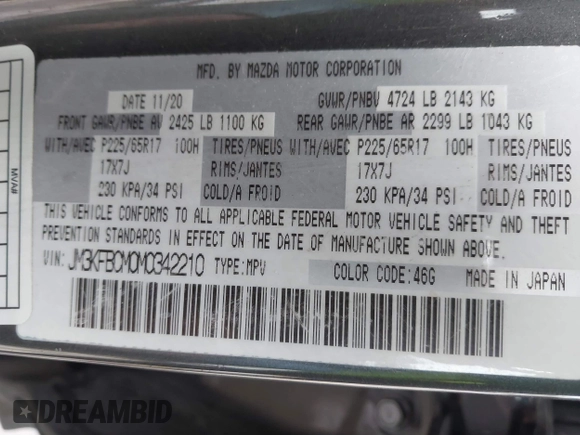 MFD. BY MAZDA MOTOR CORPORATION
DATE 11/20 GVWR/PNBV 4724 LB 2143 KG
FRONT GAWR/PNBE AV 2425 LB 1100 KG REAR GAWR/PNBE AR 2299 LB 1043 KG
WITH/AVEC P225/65R17 100H TIRES/PNEUS WITH/AVEC P225/65R17 100H TIRES/PNEUS
17X7J RIMS/JANTES 17X7J RIMS/JANTES
230 KPA/34 PSI COLD/A FROID 230 KPA/34 PSI COLD/A FROID
THIS VEHICLE CONFORMS TO ALL APPLICABLE FEDERAL MOTOR VEHICLE SAFETY AND THEFT
PREVENTION STANDARDS IN EFFECT ON THE DATE OF MANUFACTURE SHOWN ABOVE.
VIN: JM3KFBCM0M0342210 TYPE:MPV COLOR CODE:46G MADE IN JAPAN
MVAII
DREAMBID